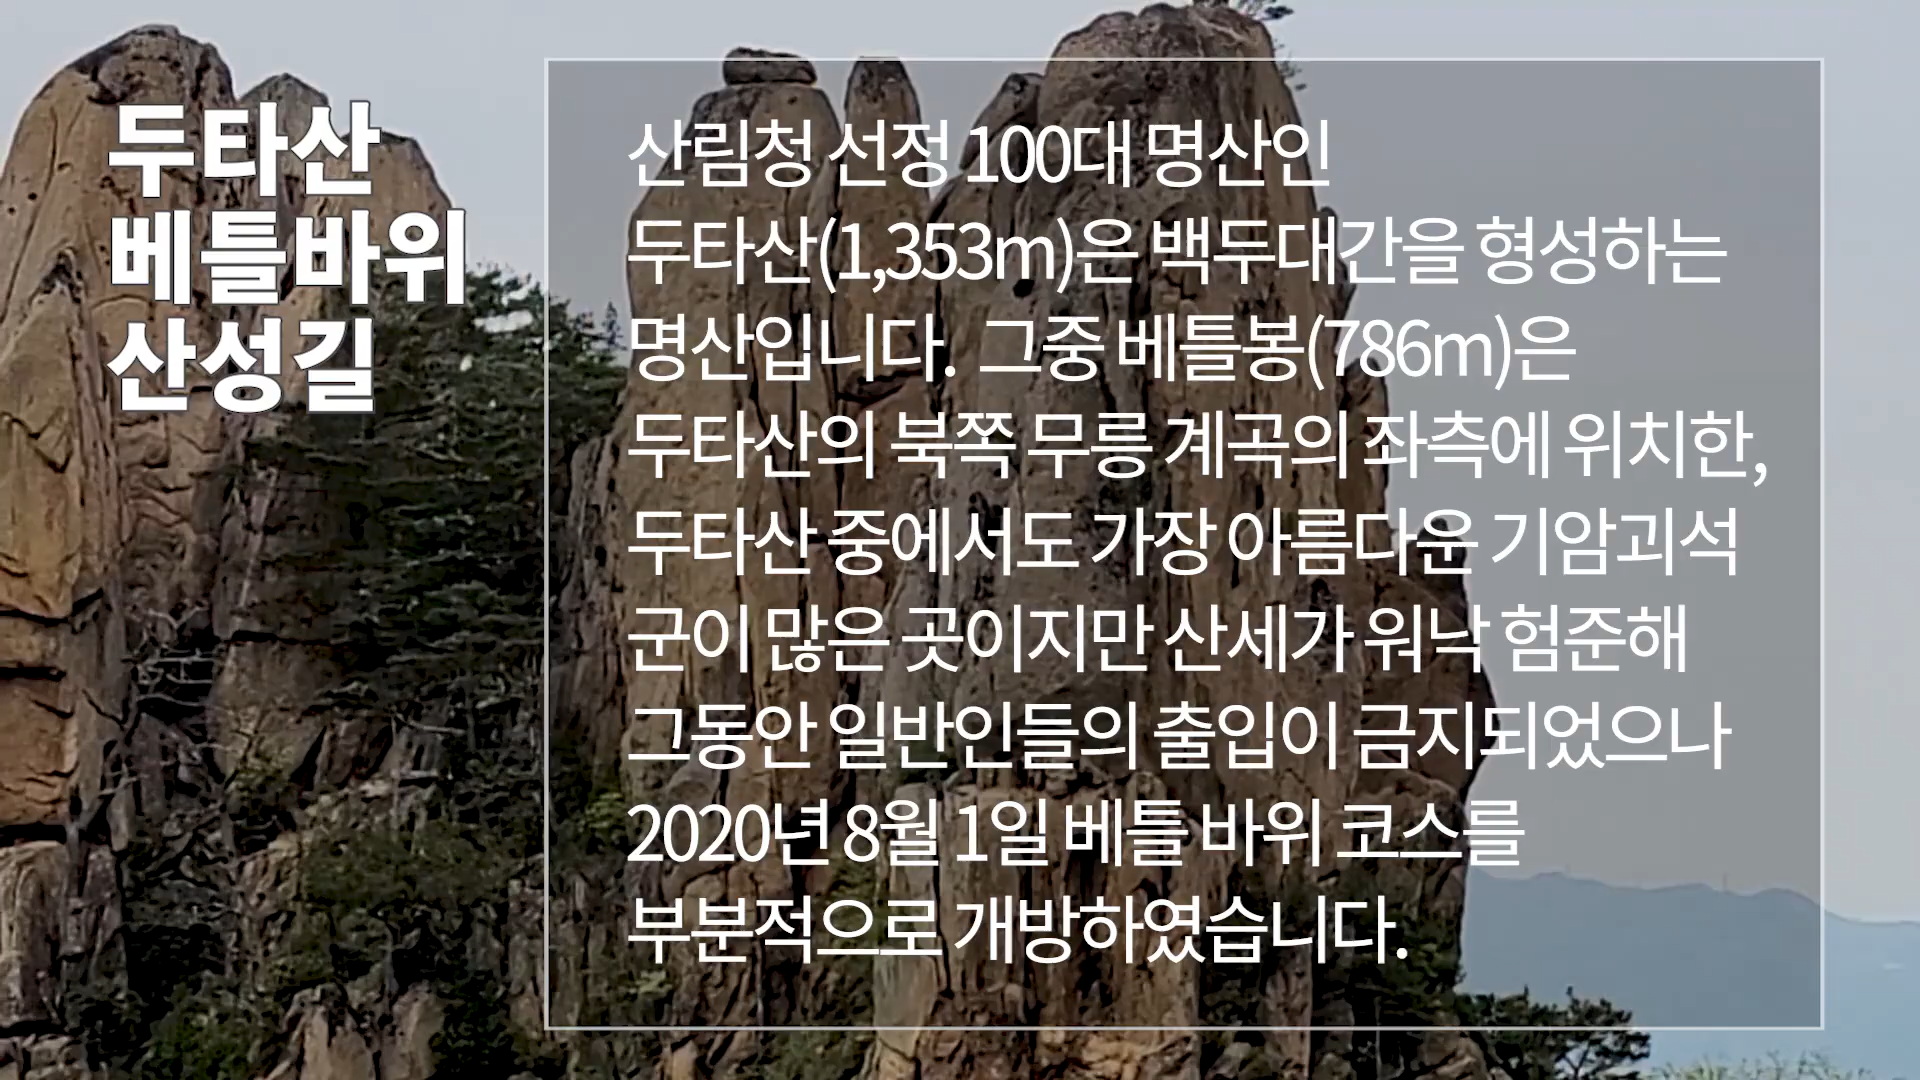 두타산
베틀바위
산성길
산림청 선정 100대 명산인
두타산(1,353m)은 백두대간을 형성하는
명산입니다. 그중 베틀봉(786m)은
두타산의 북쪽 무릉 계곡의 좌측에 위치한,
두타산 중에서도 가장 아름다운 기암괴석
군이 많은 곳이지만 산세가 워낙 험준해
그동안 일반인들의 출입이 금지되었으나
2020년 8월 1일 베틀 바위 코스를
부분적으로 개방하였습니다.